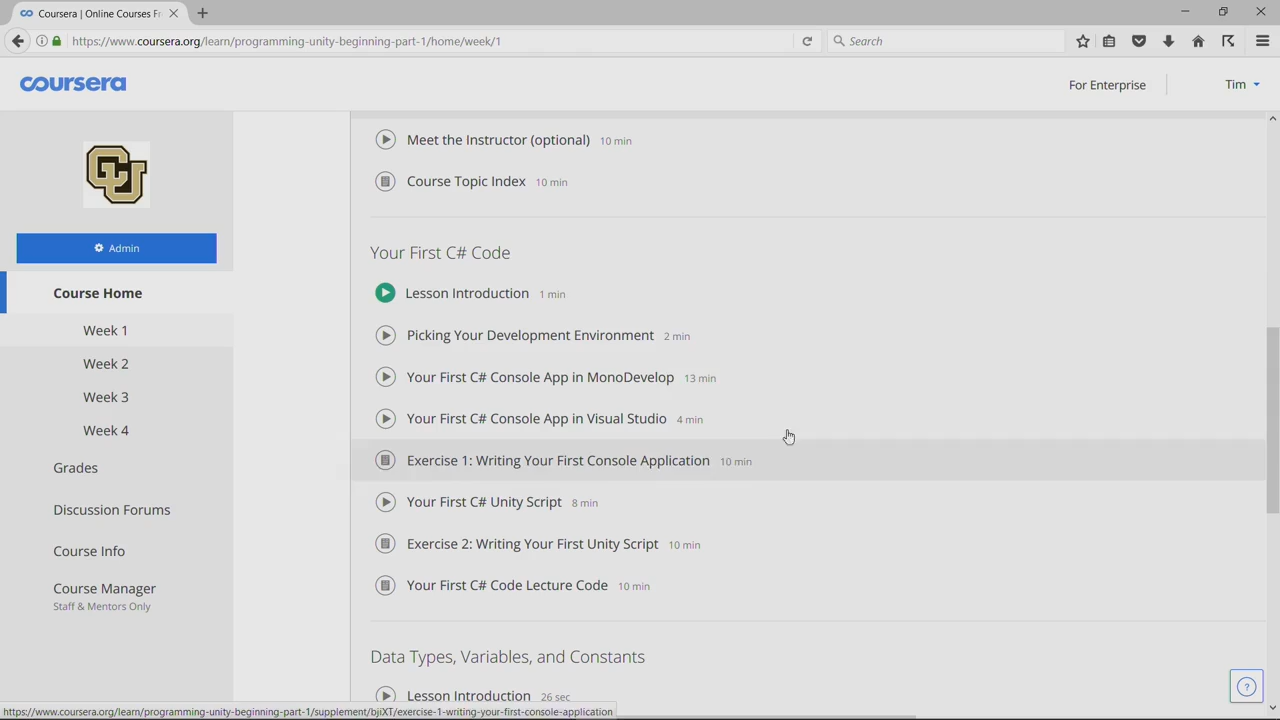 Coursera | Online Courses Fr
https://www.coursera.org/learn/programming-unity-beginning-part-1/home/week/1
Search
coursera
For Enterprise
Tim
CU
Admin
Course Home
Week 1
Week 2
Week 3
Week 4
Grades
Discussion Forums
Course Info
Course Manager
Staff & Mentors Only
Meet the Instructor (optional) 10 min
Course Topic Index 10 min
Your First C# Code
Lesson Introduction 1 min
Picking Your Development Environment 2 min
Your First C# Console App in MonoDevelop 13 min
Your First C# Console App in Visual Studio 4 min
Exercise 1: Writing Your First Console Application 10 min
Your First C# Unity Script 8 min
Exercise 2: Writing Your First Unity Script 10 min
Your First C# Code Lecture Code 10 min
Data Types, Variables, and Constants
Lesson Introduction 26 sec
?
https://www.coursera.org/learn/programming-unity-beginning-part-1/supplement/bjiXT/exercise-1-writing-your-first-console-application